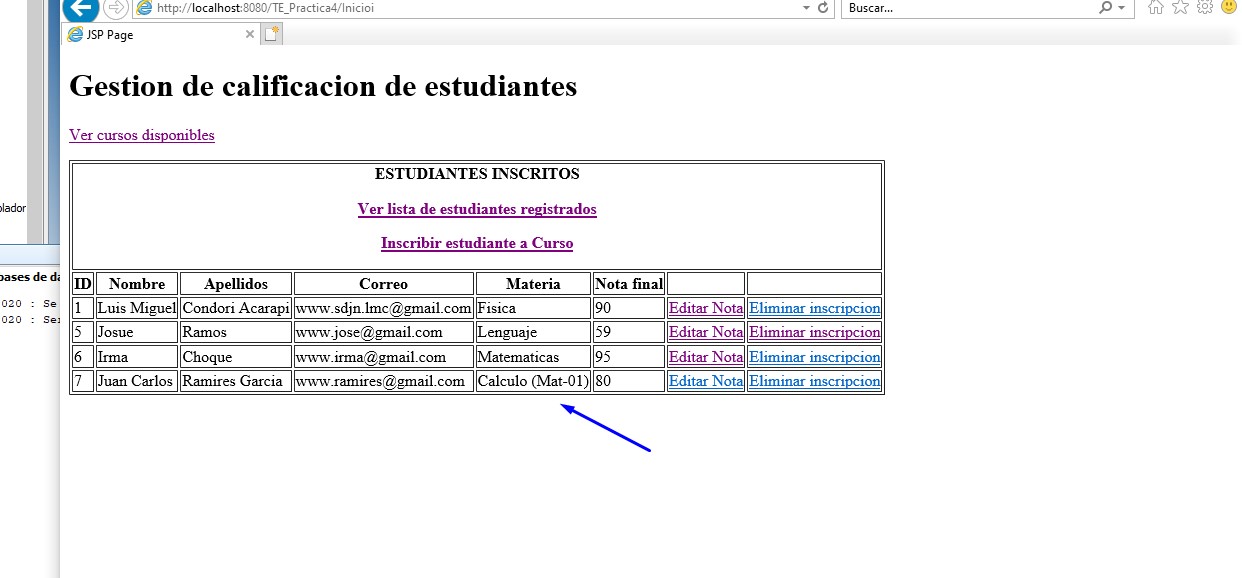 http://localhost:8080/TE_Practica4/Inicioi
Buscar...
JSP Page
Gestion de calificacion de estudiantes
Ver cursos disponibles
ESTUDIANTES INSCRITOS
Ver lista de estudiantes registrados
Inscribir estudiante a Curso
ID Nombre Apellidos Correo Materia Nota final
1 Luis Miguel Condori Acarapi www.sdjn.lmc@gmail.com Fisica 90 Editar Nota Eliminar inscripcion
5 Josue Ramos www.jose@gmail.com Lenguaje 59 Editar Nota Eliminar inscripcion
6 Irma Choque www.irma@gmail.com Matematicas 95 Editar Nota Eliminar inscripcion
7 Juan Carlos Ramires Garcia www.ramires@gmail.com Calculo (Mat-01) 80 Editar Nota Eliminar inscripcion
olador
bases de da
020 : Se
020 : Ser